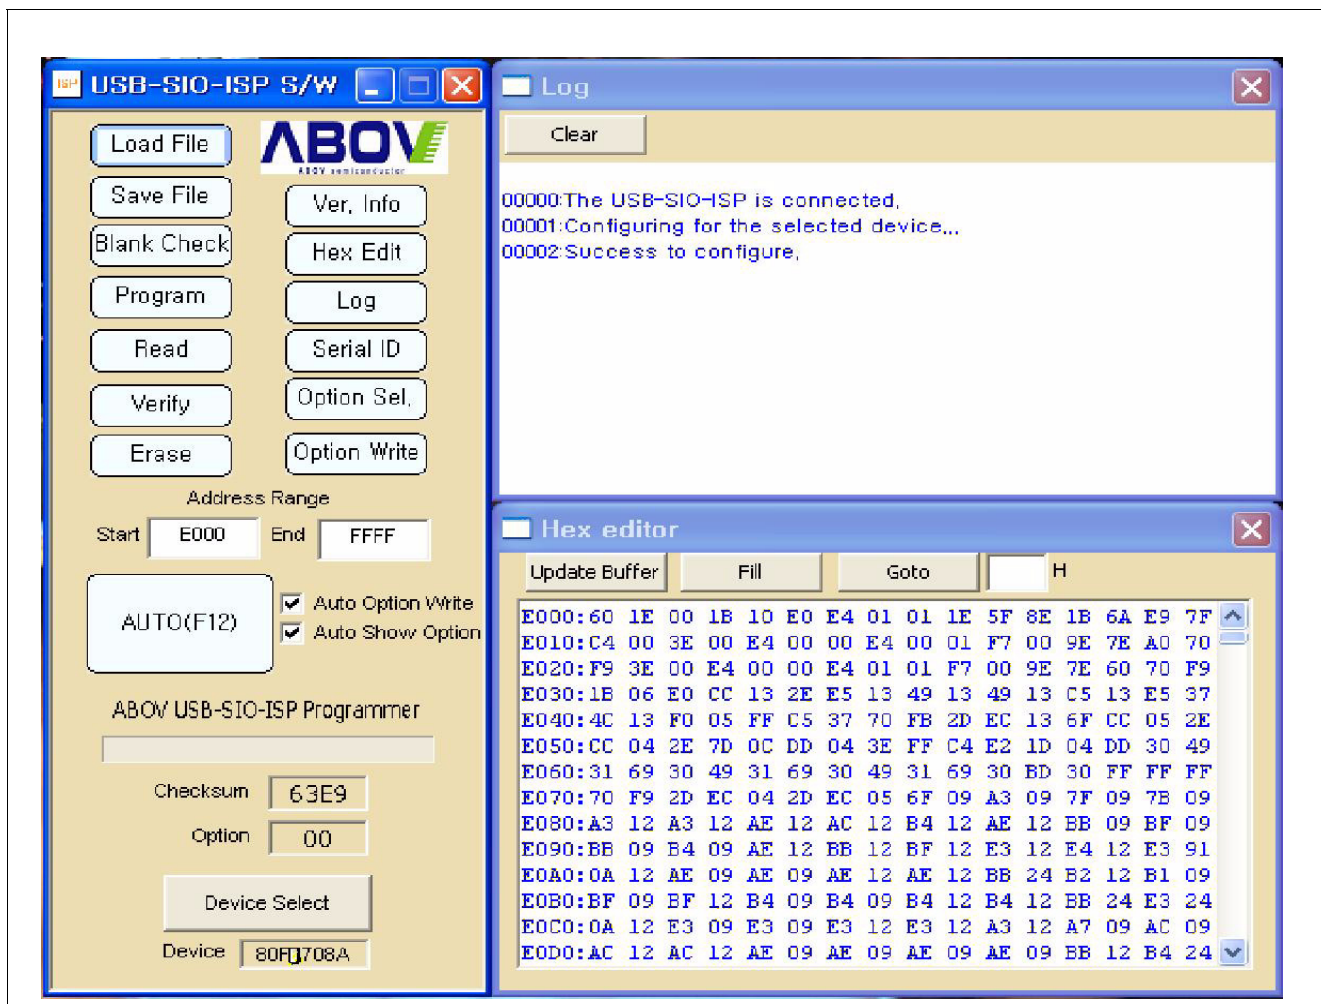 USB-SIO-ISP S/W
Load File
ABOV
ABOV semiconductor
Save File
Ver, Info
Blank Check
Hex Edit
Program
Log
Read
Serial ID
Verify
Option Sel,
Erase
Option Write
Address Range
Start E000 End FFFF
AUTO(F12)
Auto Option Write
Auto Show Option
ABOV USB-SIO-ISP Programmer
Checksum 63E9
Option 00
Device Select
Device
Log
Clear
00000:The USB-SIO-ISP is connected,
00001:Configuring for the selected device,,,
00002:Success to configure,
Hex editor
Update Buffer Fill Goto H
E000:60 1E 00 1B 10 E0 E4 01 01 1E 5F 8E 1B 6A E9 7F
E010:C4 00 3E 00 E4 00 00 E4 00 01 F7 00 9E 7E A0 70
E020:F9 3E 00 E4 00 00 E4 01 01 F7 00 9E 7E 60 70 F9
E030:1B 06 E0 CC 13 2E E5 13 49 13 49 13 C5 13 E5 37
E040:4C 13 F0 05 FF C5 37 70 FB 2D EC 13 6F CC 05 2E
E050:CC 04 2E 7D 0C DD 04 3E FF C4 E2 1D 04 DD 30 49
E060:31 69 30 49 31 69 30 49 31 69 30 BD 30 FF FF FF
E070:70 F9 2D EC 04 2D EC 05 6F 09 A3 09 7F 09 7B 09
E080:A3 12 A3 12 AE 12 AC 12 B4 12 AE 12 BB 09 BF 09
E090:BB 09 B4 09 AE 12 BB 12 BF 12 E3 12 E4 12 E3 91
E0A0:0A 12 AE 09 AE 09 AE 12 AE 12 BB 24 B2 12 B1 09
E0B0:BF 09 BF 12 B4 09 B4 09 B4 12 B4 12 BB 24 E3 24
E0C0:0A 12 E3 09 E3 09 E3 12 E3 12 A3 12 A7 09 AC 09
E0D0:AC 12 AC 12 AE 09 AE 09 AE 09 AE 09 BB 12 B4 24